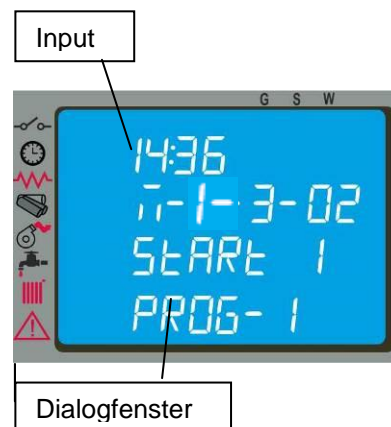 Input
G S W
14:36
M-1-3-02
START 1
PROG-1
Dialogfenster